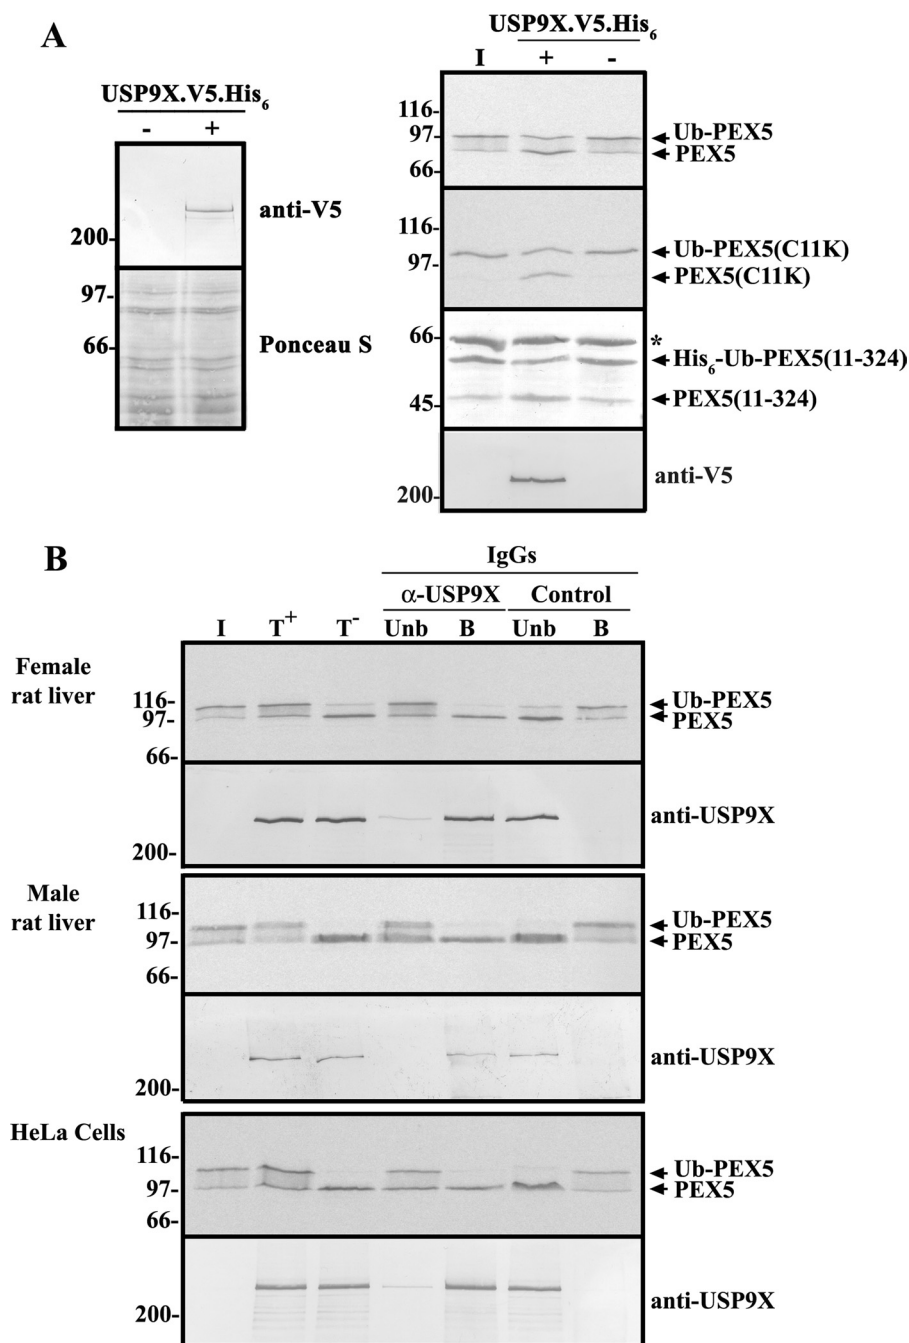 A
USP9X.V5.His6
- +
200-
anti-V5
97-
66-
Ponceau S
USP9X.V5.His6
I + -
116-
97-
66-
Ub-PEX5
PEX5
116-
97-
Ub-PEX5(C11K)
PEX5(C11K)
66-
45-
*
His6-Ub-PEX5(11-324)
PEX5(11-324)
200-
anti-V5
B
IgGs
α-USP9X Control
I T+ T- Unb B Unb B
Female
rat liver
116-
97-
66-
Ub-PEX5
PEX5
200-
anti-USP9X
Male
rat liver
116-
97-
66-
Ub-PEX5
PEX5
200-
anti-USP9X
HeLa Cells
116-
97-
66-
Ub-PEX5
PEX5
200-
anti-USP9X